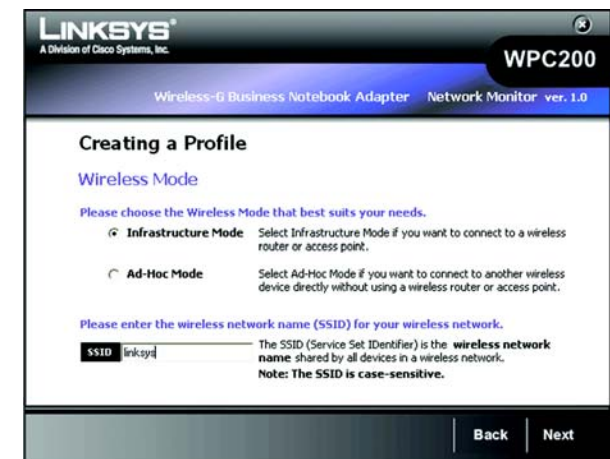 LINKSYS®
A Division of Cisco Systems, Inc.
WPC200
Wireless-G Business Notebook Adapter Network Monitor ver. 1.0
Creating a Profile
Wireless Mode
Please choose the Wireless Mode that best suits your needs.
Infrastructure Mode Select Infrastructure Mode if you want to connect to a wireless
router or access point.
Ad-Hoc Mode Select Ad-Hoc Mode if you want to connect to another wireless
device directly without using a wireless router or access point.
Please enter the wireless network name (SSID) for your wireless network.
SSID linksys The SSID (Service Set IDentifier) is the wireless network
name shared by all devices in a wireless network.
Note: The SSID is case-sensitive.
Back Next